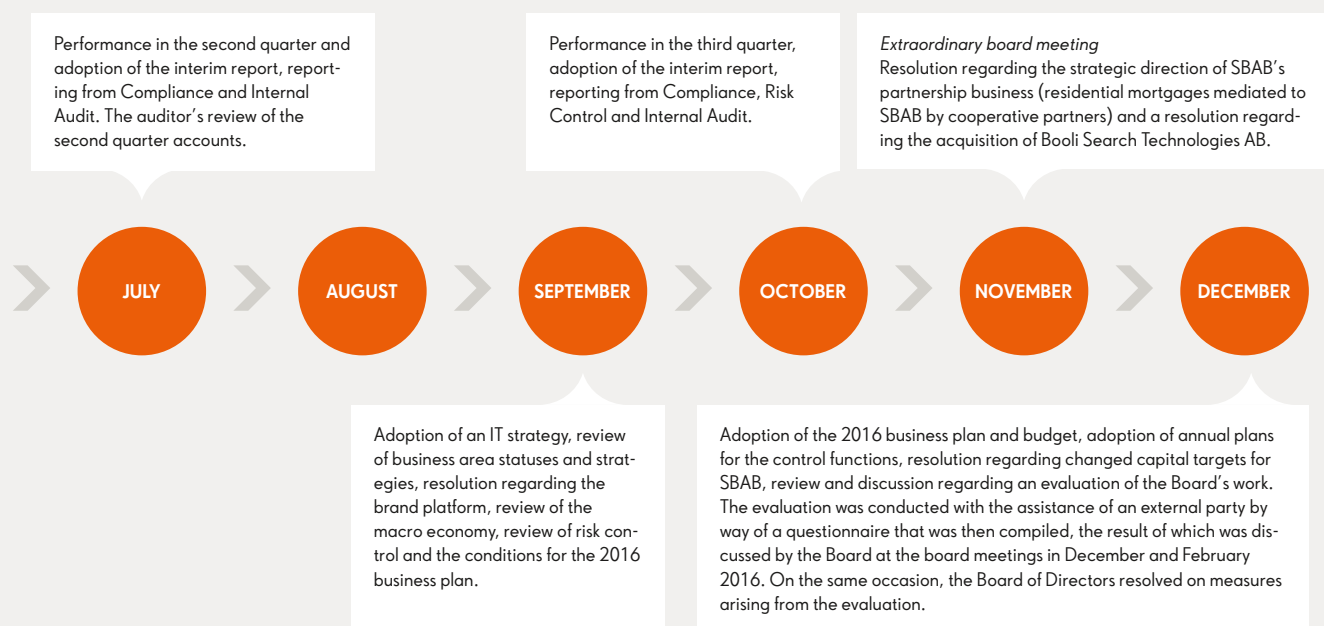 Performance in the second quarter and
adoption of the interim report, report-
ing from Compliance and Internal
Audit. The auditor's review of the
second quarter accounts.
Performance in the third quarter,
adoption of the interim report,
reporting from Compliance, Risk
Control and Internal Audit.
Extraordinary board meeting
Resolution regarding the strategic direction of SBAB's
partnership business (residential mortgages mediated to
SBAB by cooperative partners) and a resolution regard-
ing the acquisition of Booli Search Technologies AB.
JULY
AUGUST
SEPTEMBER
OCTOBER
NOVEMBER
DECEMBER
Adoption of an IT strategy, review
of business area statuses and strat-
egies, resolution regarding the
brand platform, review of the
macro economy, review of risk con-
trol and the conditions for the 2016
business plan.
Adoption of the 2016 business plan and budget, adoption of annual plans
for the control functions, resolution regarding changed capital targets for
SBAB, review and discussion regarding an evaluation of the Board's work.
The evaluation was conducted with the assistance of an external party by
way of a questionnaire that was then compiled, the result of which was dis-
cussed by the Board at the board meetings in December and February
2016. On the same occasion, the Board of Directors resolved on measures
arising from the evaluation.